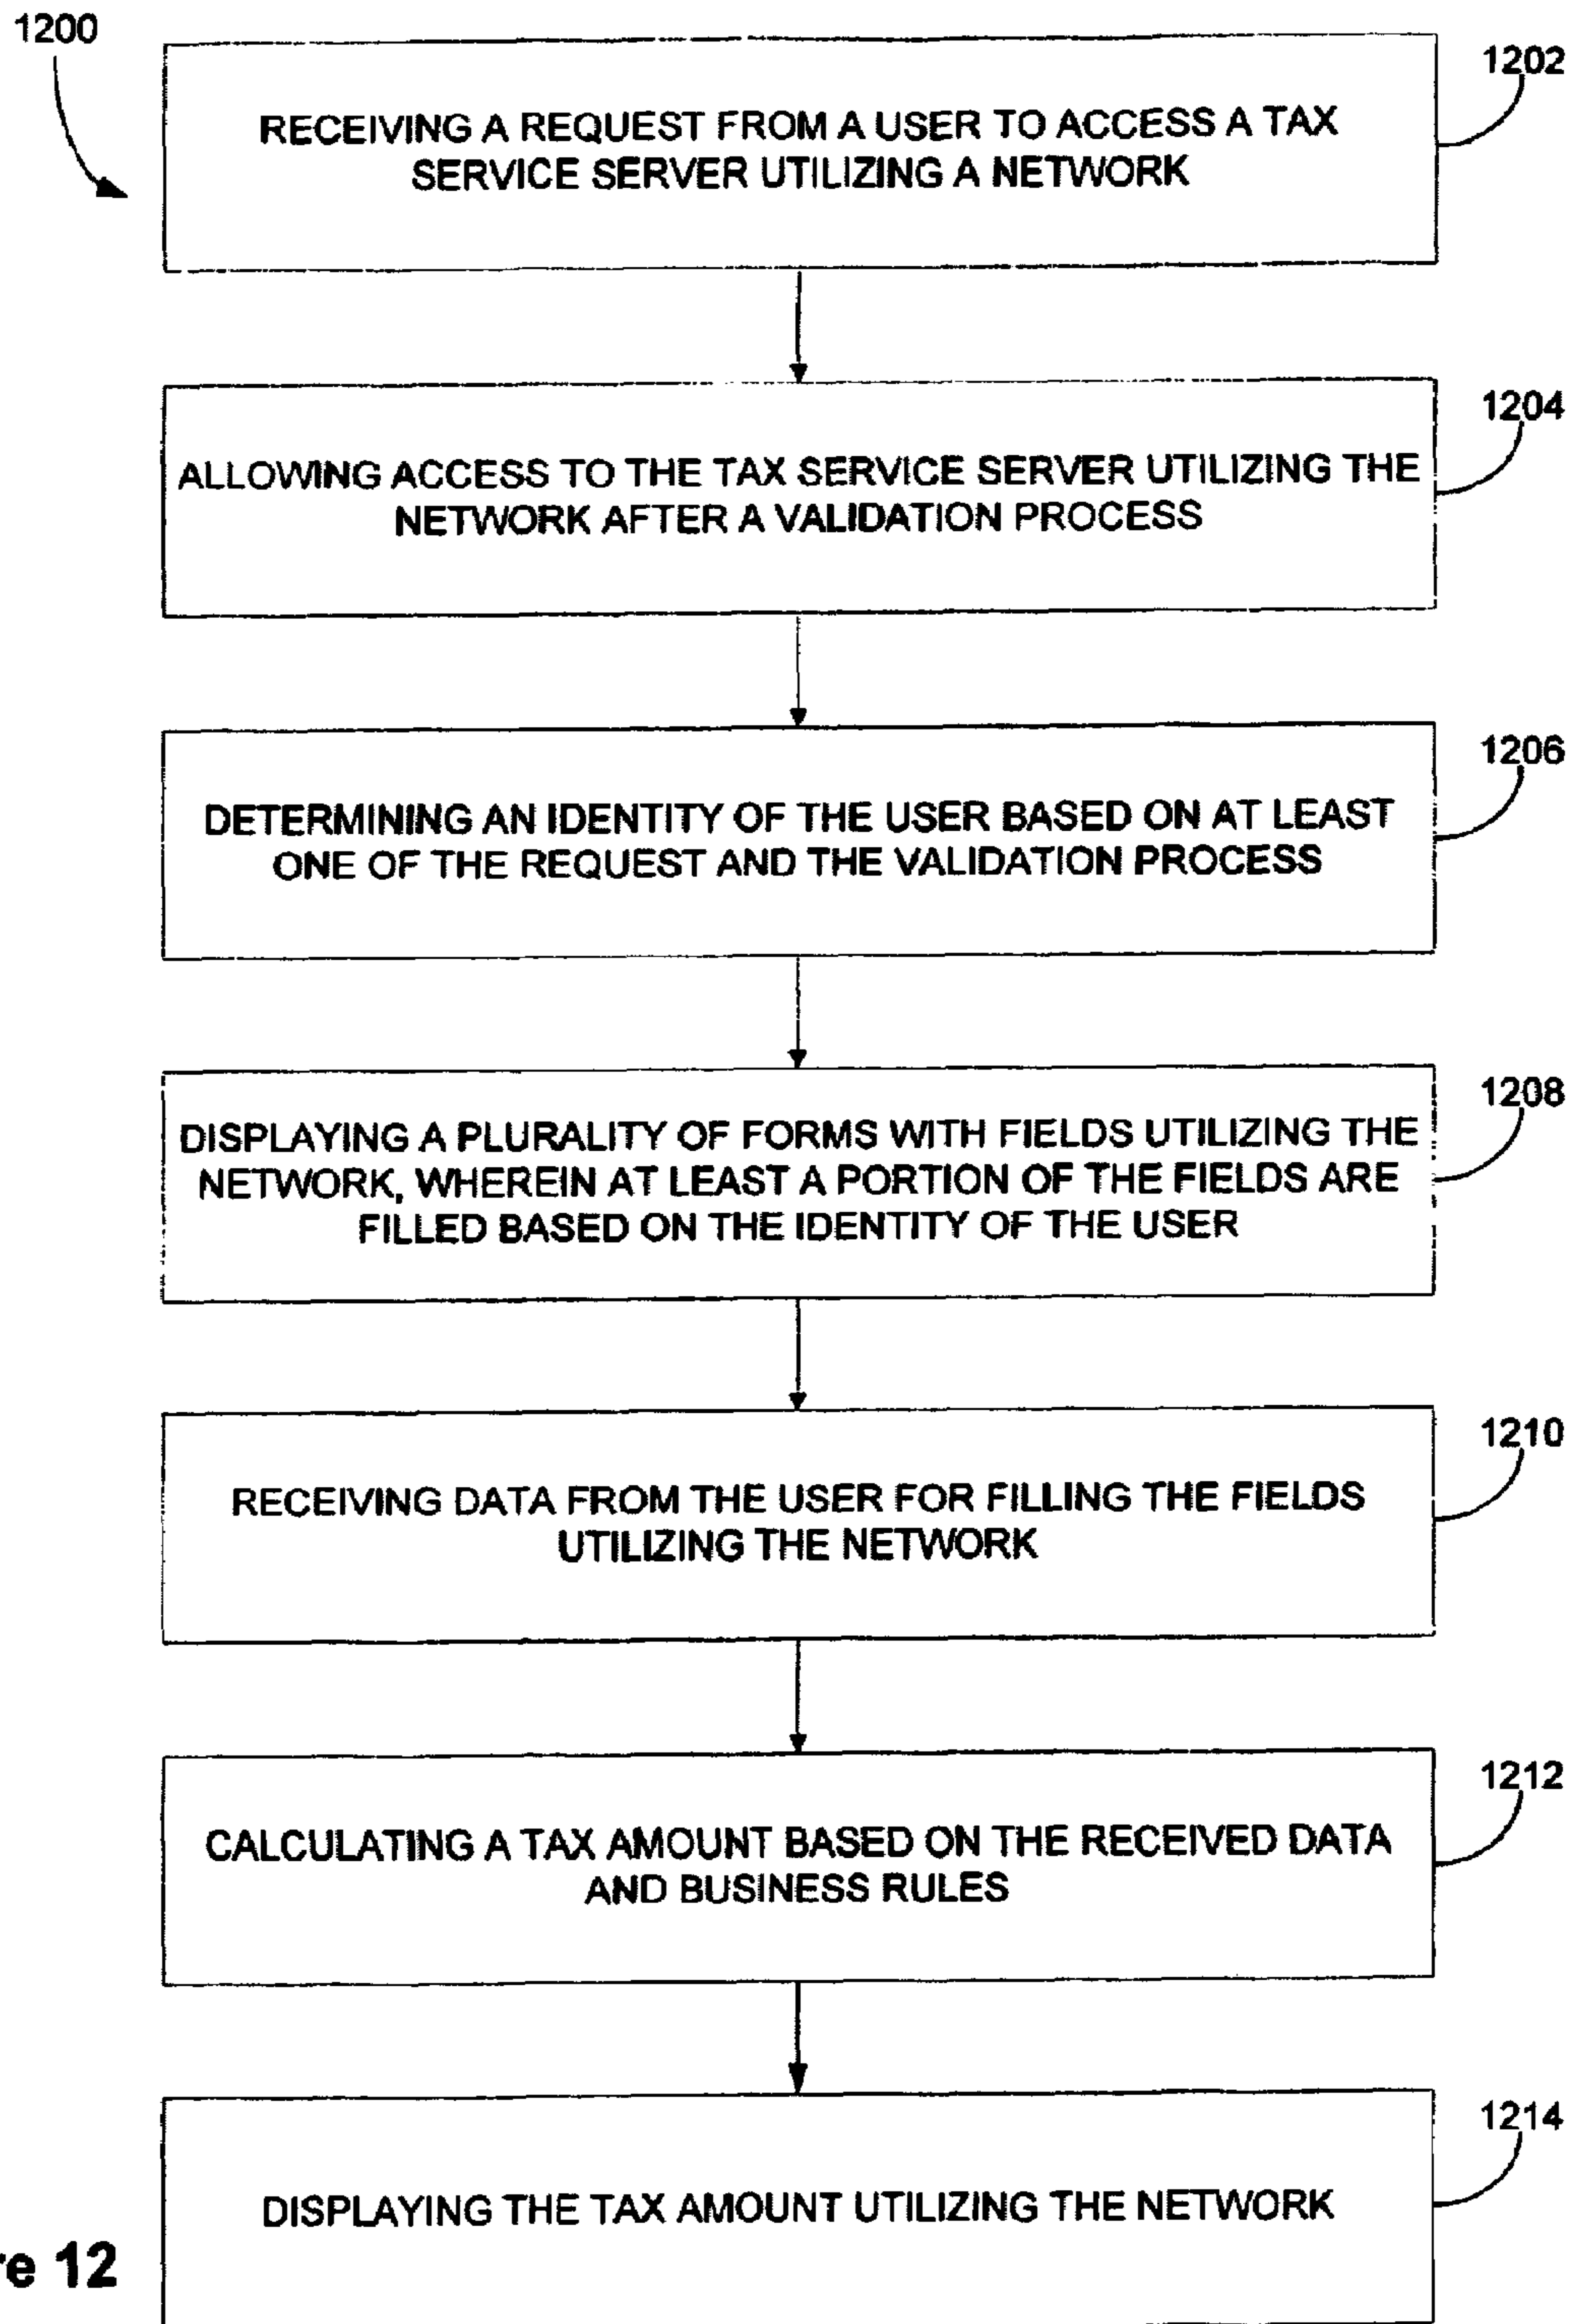 1200
1202
RECEIVING A REQUEST FROM A USER TO ACCESS A TAX
SERVICE SERVER UTILIZING A NETWORK
1204
ALLOWING ACCESS TO THE TAX SERVICE SERVER UTILIZING THE
NETWORK AFTER A VALIDATION PROCESS
1206
DETERMINING AN IDENTITY OF THE USER BASED ON AT LEAST
ONE OF THE REQUEST AND THE VALIDATION PROCESS
1208
DISPLAYING A PLURALITY OF FORMS WITH FIELDS UTILIZING THE
NETWORK, WHEREIN AT LEAST A PORTION OF THE FIELDS ARE
FILLED BASED ON THE IDENTITY OF THE USER
1210
RECEIVING DATA FROM THE USER FOR FILLING THE FIELDS
UTILIZING THE NETWORK
1212
CALCULATING A TAX AMOUNT BASED ON THE RECEIVED DATA
AND BUSINESS RULES
1214
DISPLAYING THE TAX AMOUNT UTILIZING THE NETWORK
re 12